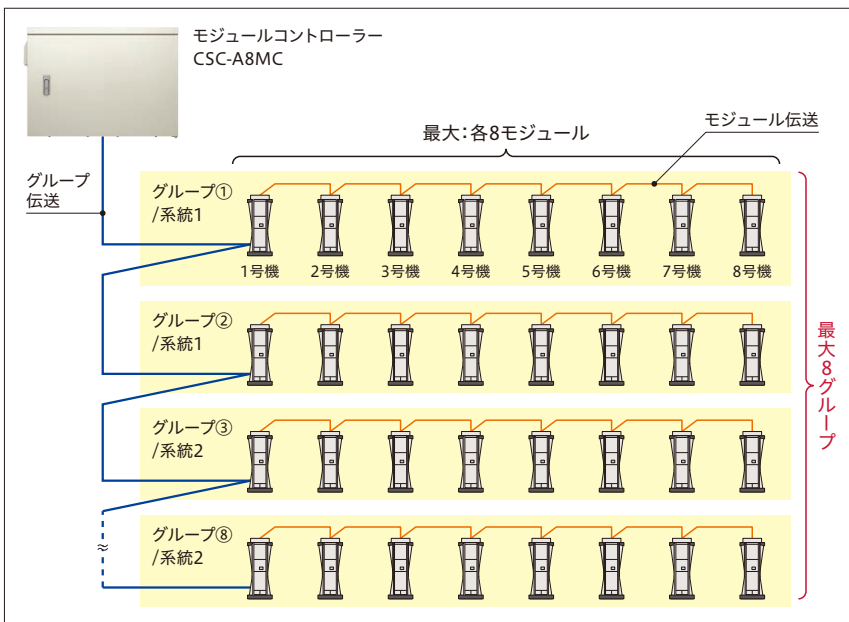 モジュールコントローラー
CSC-A8MC
モジュール伝送
最大：各8モジュール
グループ
伝送
グループ①
/系統1
1号機 2号機 3号機 4号機 5号機 6号機 7号機 8号機
グループ②
/系統1
最大8グループ
グループ③
/系統2
≈
グループ⑧
/系統2